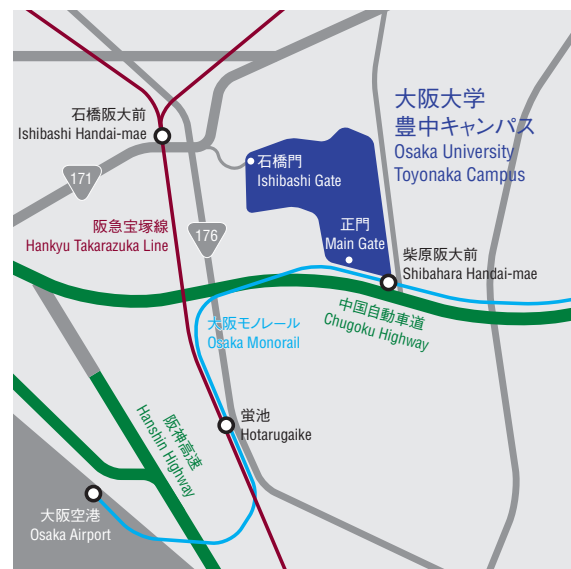 大阪大学
豊中キャンパス
Osaka University
Toyonaka Campus
石橋阪大前
Ishibashi Handai-mae
石橋門
Ishibashi Gate
171
阪急宝塚線
Hankyu Takarazuka Line
176
正門
Main Gate
柴原阪大前
Shibahara Handai-mae
中国自動車道
Chugoku Highway
大阪モノレール
Osaka Monorail
阪神高速
Hanshin Highway
蛍池
Hotarugaike
大阪空港
Osaka Airport